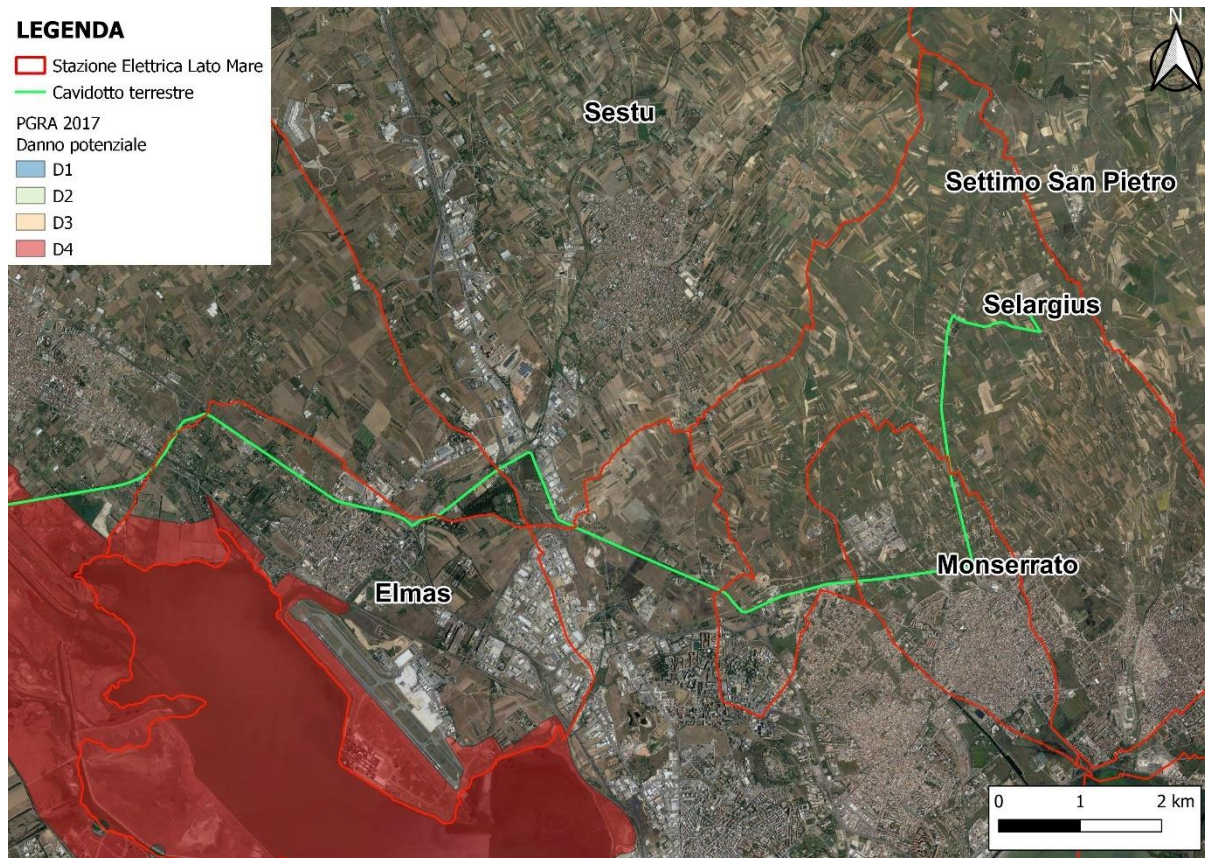 LEGENDA
Stazione Elettrica Lato Mare
Cavidotto terrestre
PGRA 2017
Danno potenziale
D1
D2
D3
D4
N
Sestu
Settimo San Pietro
Selargius
Monserrato
Elmas
0 1 2 km